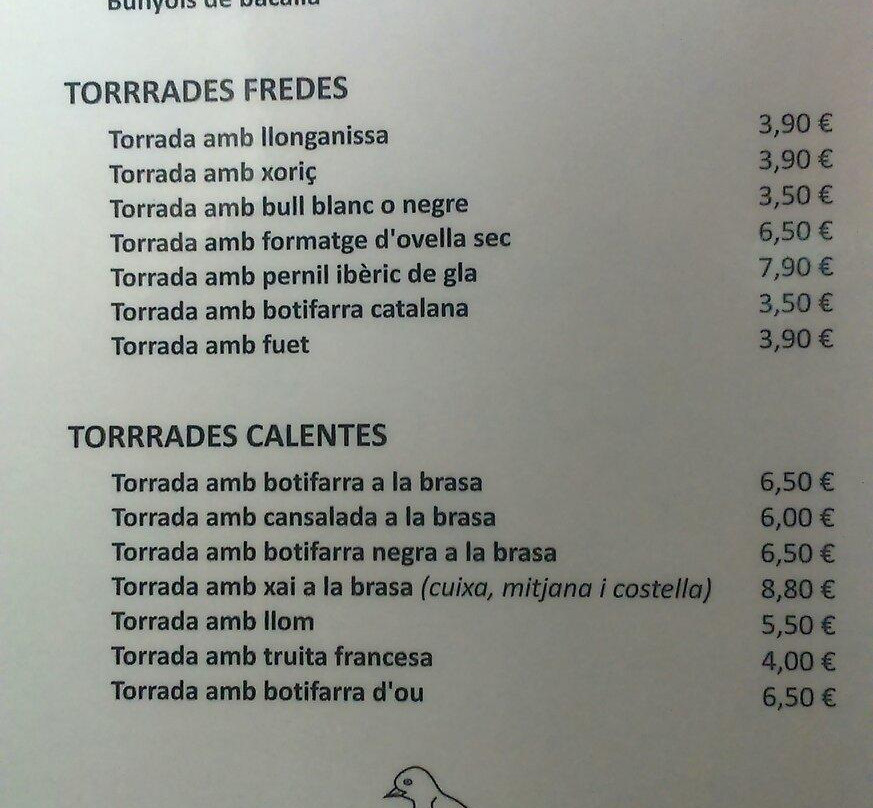 Bunyols de bacallà
TORRRADES FREDES
Torrada amb llonganissa 3,90 €
Torrada amb xoriç 3,90 €
Torrada amb bull blanc o negre 3,50 €
Torrada amb formatge d'ovella sec 6,50 €
Torrada amb pernil ibèric de gla 7,90 €
Torrada amb botifarra catalana 3,50 €
Torrada amb fuet 3,90 €
TORRRADES CALENTES
Torrada amb botifarra a la brasa 6,50 €
Torrada amb cansalada a la brasa 6,00 €
Torrada amb botifarra negra a la brasa 6,50 €
Torrada amb xai a la brasa (cuixa, mitjana i costella) 8,80 €
Torrada amb llom 5,50 €
Torrada amb truita francesa 4,00 €
Torrada amb botifarra d'ou 6,50 €